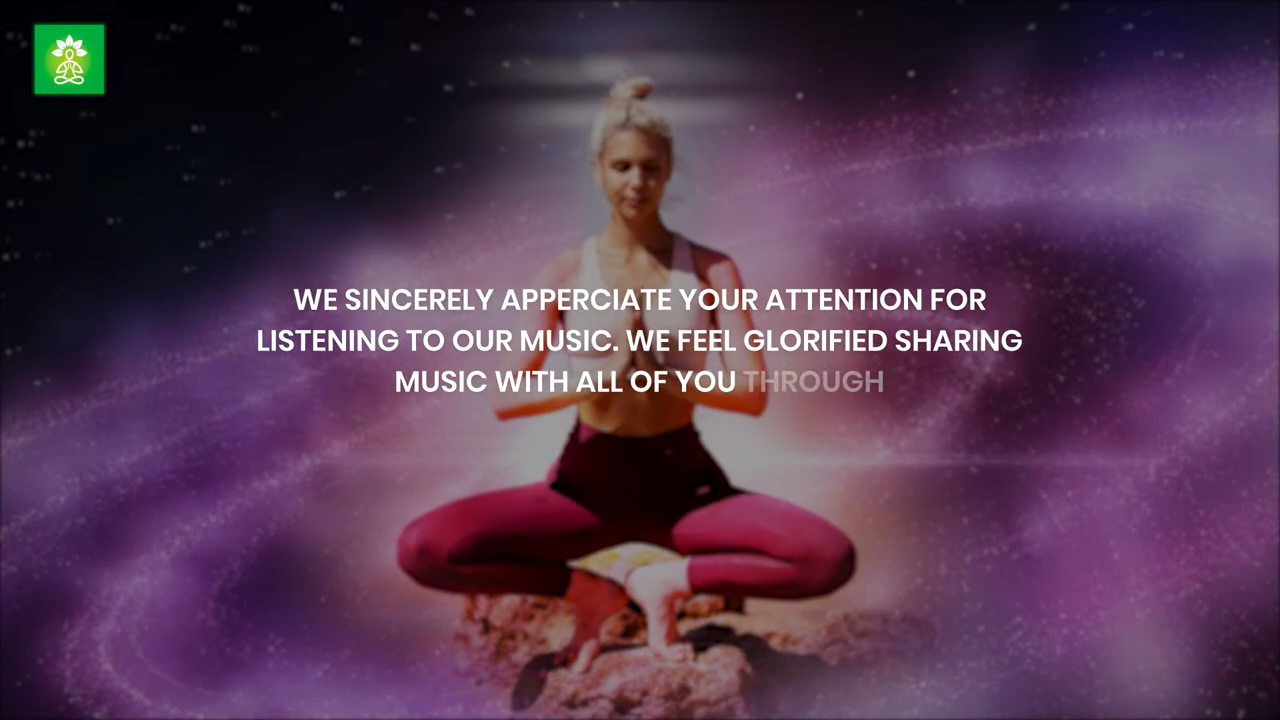 WE SINCERELY APPERCIATE YOUR ATTENTION FOR
LISTENING TO OUR MUSIC. WE FEEL GLORIFIED SHARING
MUSIC WITH ALL OF YOU THROUGH